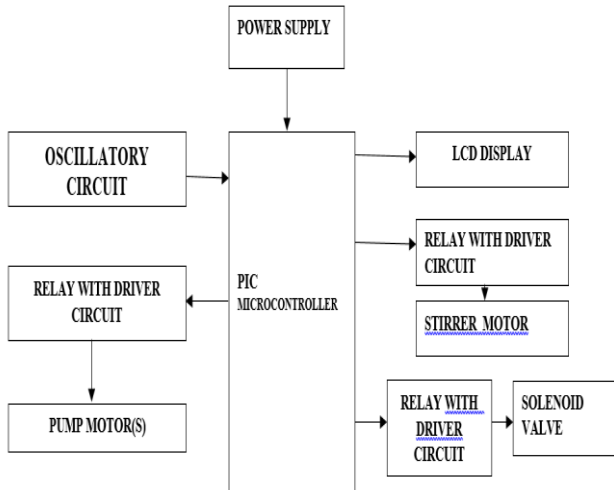 POWER SUPPLY
OSCILLATORY
CIRCUIT
LCD DISPLAY
RELAY WITH DRIVER
CIRCUIT
PIC
MICROCONTROLLER
RELAY WITH DRIVER
CIRCUIT
STIRRER MOTOR
PUMP MOTOR(S)
RELAY WITH
DRIVER
CIRCUIT
SOLENOID
VALVE